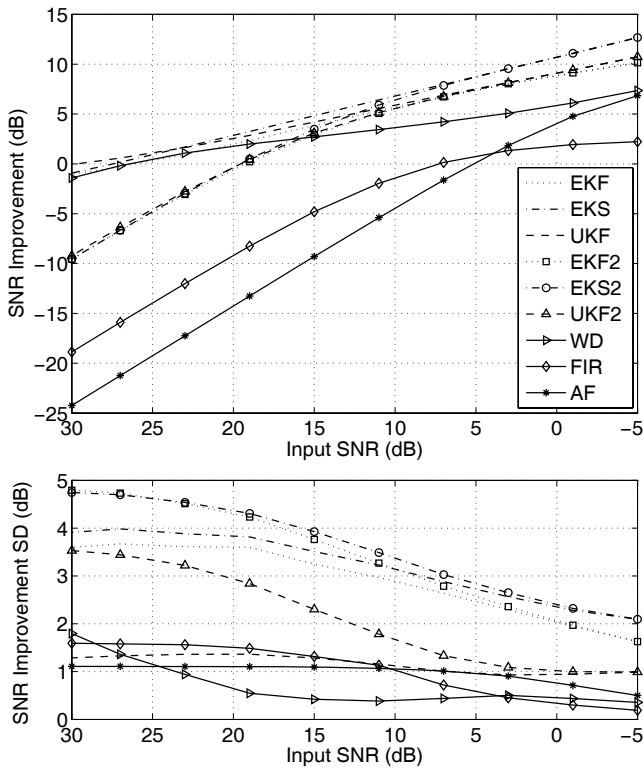 SNR Improvement (dB)
15
10
5
0
−5
−10
−15
−20
−25
30 25 20 15 10 5 0 −5
Input SNR (dB)
EKF
EKS
UKF
EKF2
EKS2
UKF2
WD
FIR
AF
SNR Improvement SD (dB)
5
4
3
2
1
0
30 25 20 15 10 5 0 −5
Input SNR (dB)